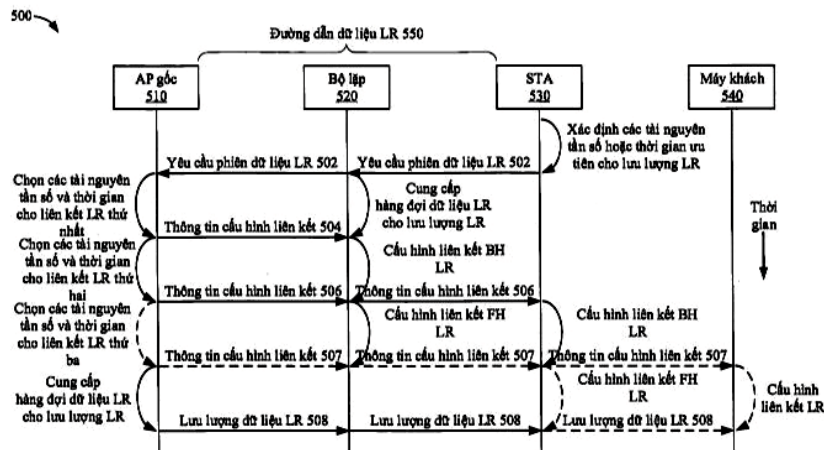 500
Đường dẫn dữ liệu LR 550
AP gốc
510
Bộ lặp
520
STA
530
Máy khách
540
Xác định các tài nguyên
tần số hoặc thời gian ưu
tiên cho lưu lượng LR
Yêu cầu phiên dữ liệu LR 502
Yêu cầu phiên dữ liệu LR 502
Chọn các tài nguyên
tần số và thời gian
cho liên kết LR thứ
nhất
Cung cấp
hàng đợi dữ liệu LR
cho lưu lượng LR
Thời
gian
Thông tin cấu hình liên kết 504
Chọn các tài nguyên
tần số và thời gian
cho liên kết LR thứ
hai
Cấu hình liên kết BH
LR
Thông tin cấu hình liên kết 506
Thông tin cấu hình liên kết 506
Chọn các tài nguyên
tần số và thời gian
cho liên kết LR thứ
ba
Cấu hình liên kết FH
LR
Cấu hình liên kết BH
LR
Thông tin cấu hình liên kết 507
Thông tin cấu hình liên kết 507
Thông tin cấu hình liên kết 507
Cung cấp
hàng đợi dữ liệu LR
cho lưu lượng LR
Cấu hình liên kết FH
LR
Cấu hình
liên kết LR
Lưu lượng dữ liệu LR 508
Lưu lượng dữ liệu LR 508
Lưu lượng dữ liệu LR 508